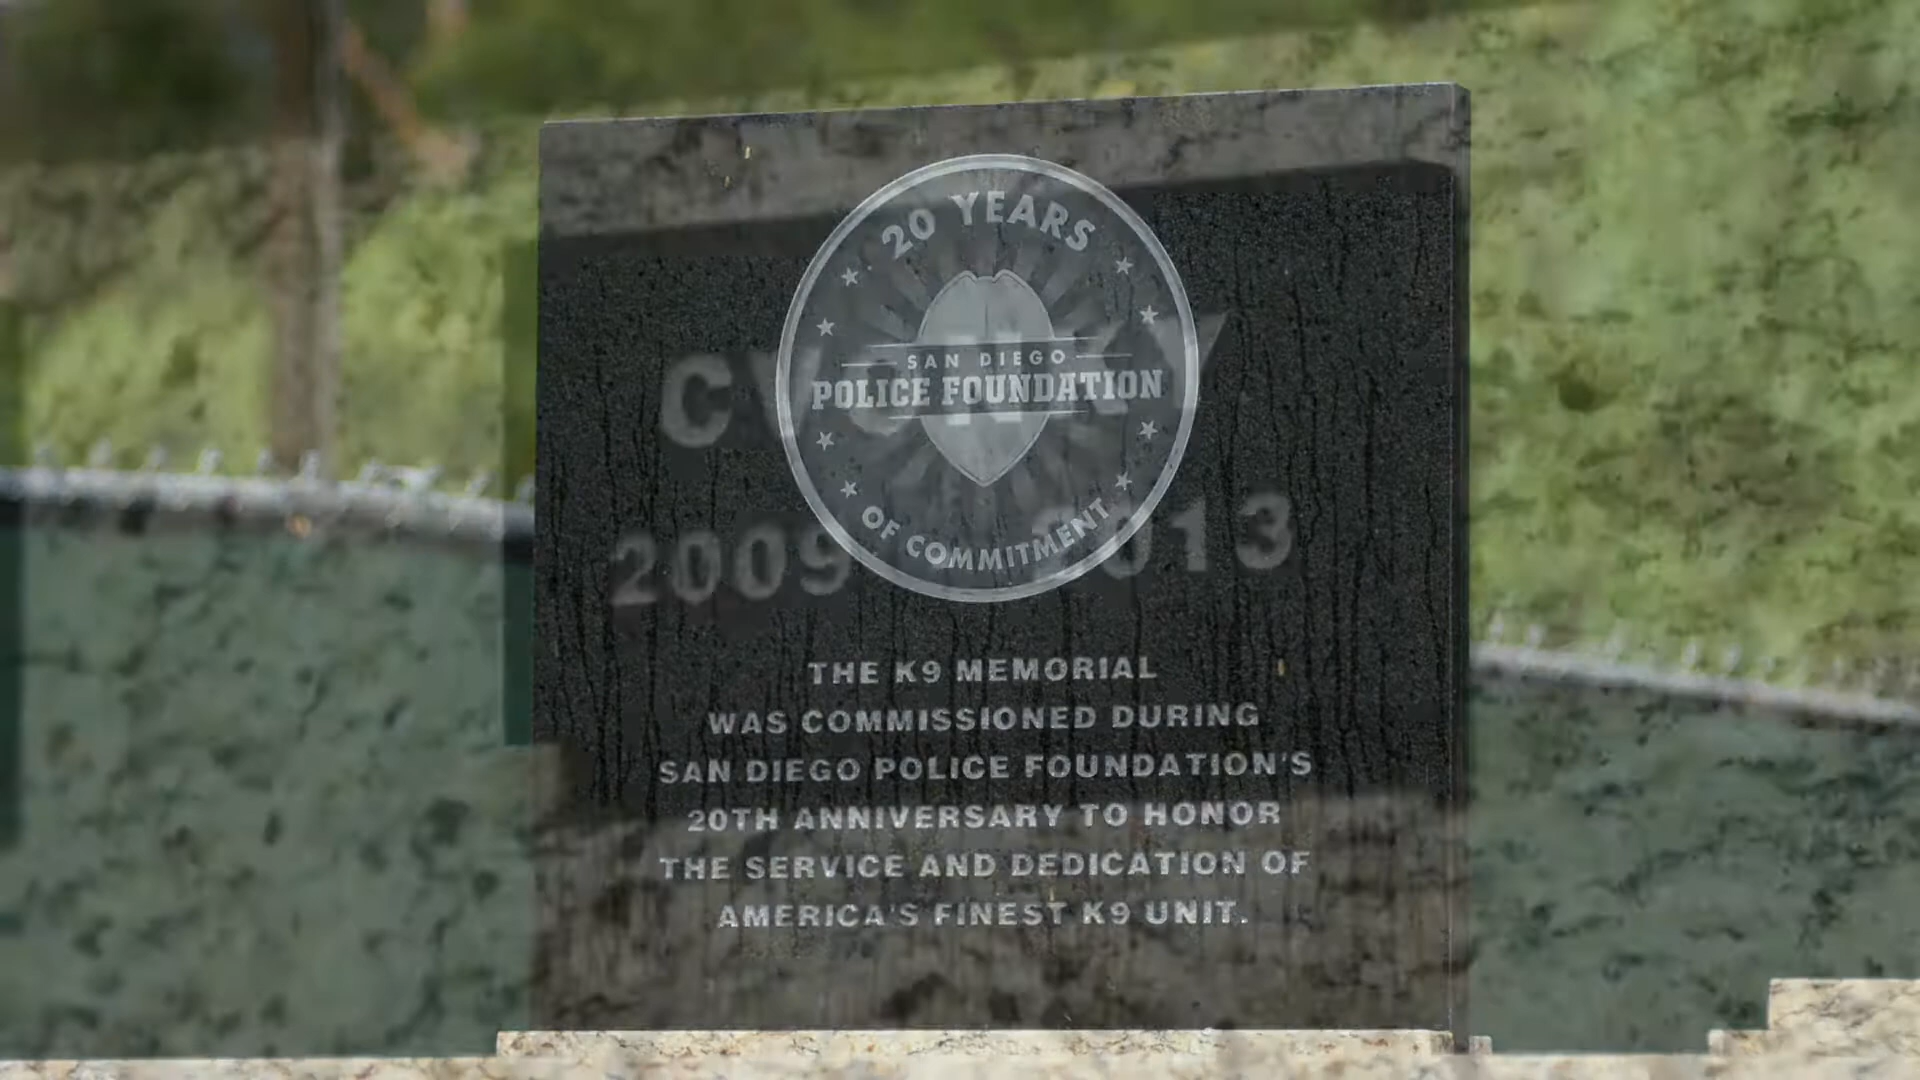 20 YEARS
SAN DIEGO
POLICE FOUNDATION
OF COMMITMENT
2009
THE K9 MEMORIAL
WAS COMMISSIONED DURING
SAN DIEGO POLICE FOUNDATION'S
20TH ANNIVERSARY TO HONOR
THE SERVICE AND DEDICATION OF
AMERICA'S FINEST K9 UNIT.